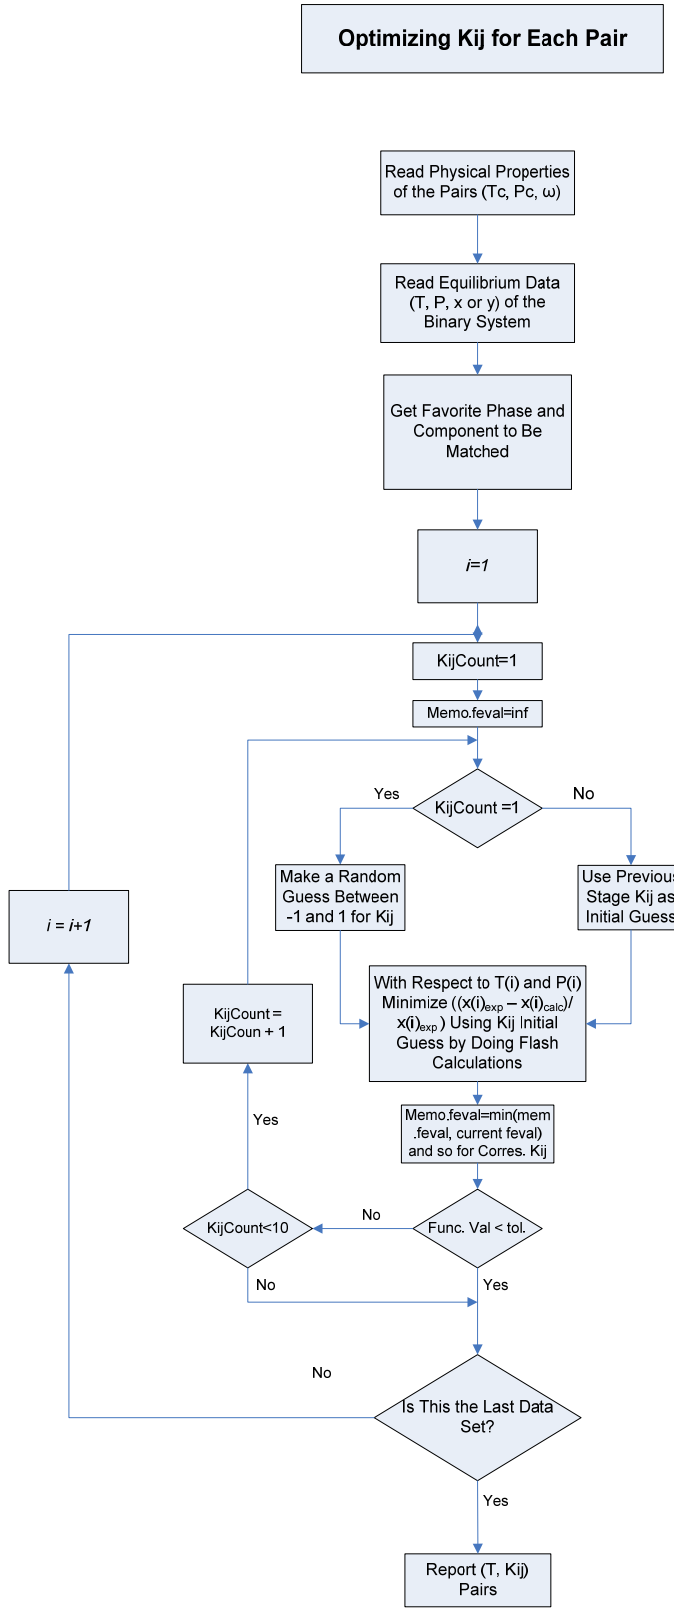 Optimizing Kij for Each Pair
Read Physical Properties
of the Pairs (Tc, Pc, ω)
Read Equilibrium Data
(T, P, x or y) of the
Binary System
Get Favorite Phase and
Component to Be
Matched
i=1
KijCount=1
Memo.feval=inf
Yes
KijCount =1
No
Make a Random
Guess Between
-1 and 1 for Kij
Use Previous
Stage Kij as
Initial Guess
i = i+1
With Respect to T(i) and P(i)
Minimize ((x(i)exp – x(i)calc)/
x(i)exp ) Using Kij Initial
Guess by Doing Flash
Calculations
KijCount =
KijCoun + 1
Memo.feval=min(mem
.feval, current feval)
and so for Corres. Kij
Yes
KijCount<10
No
Func. Val < tol.
No
Yes
No
Is This the Last Data
Set?
Yes
Report (T, Kij)
Pairs